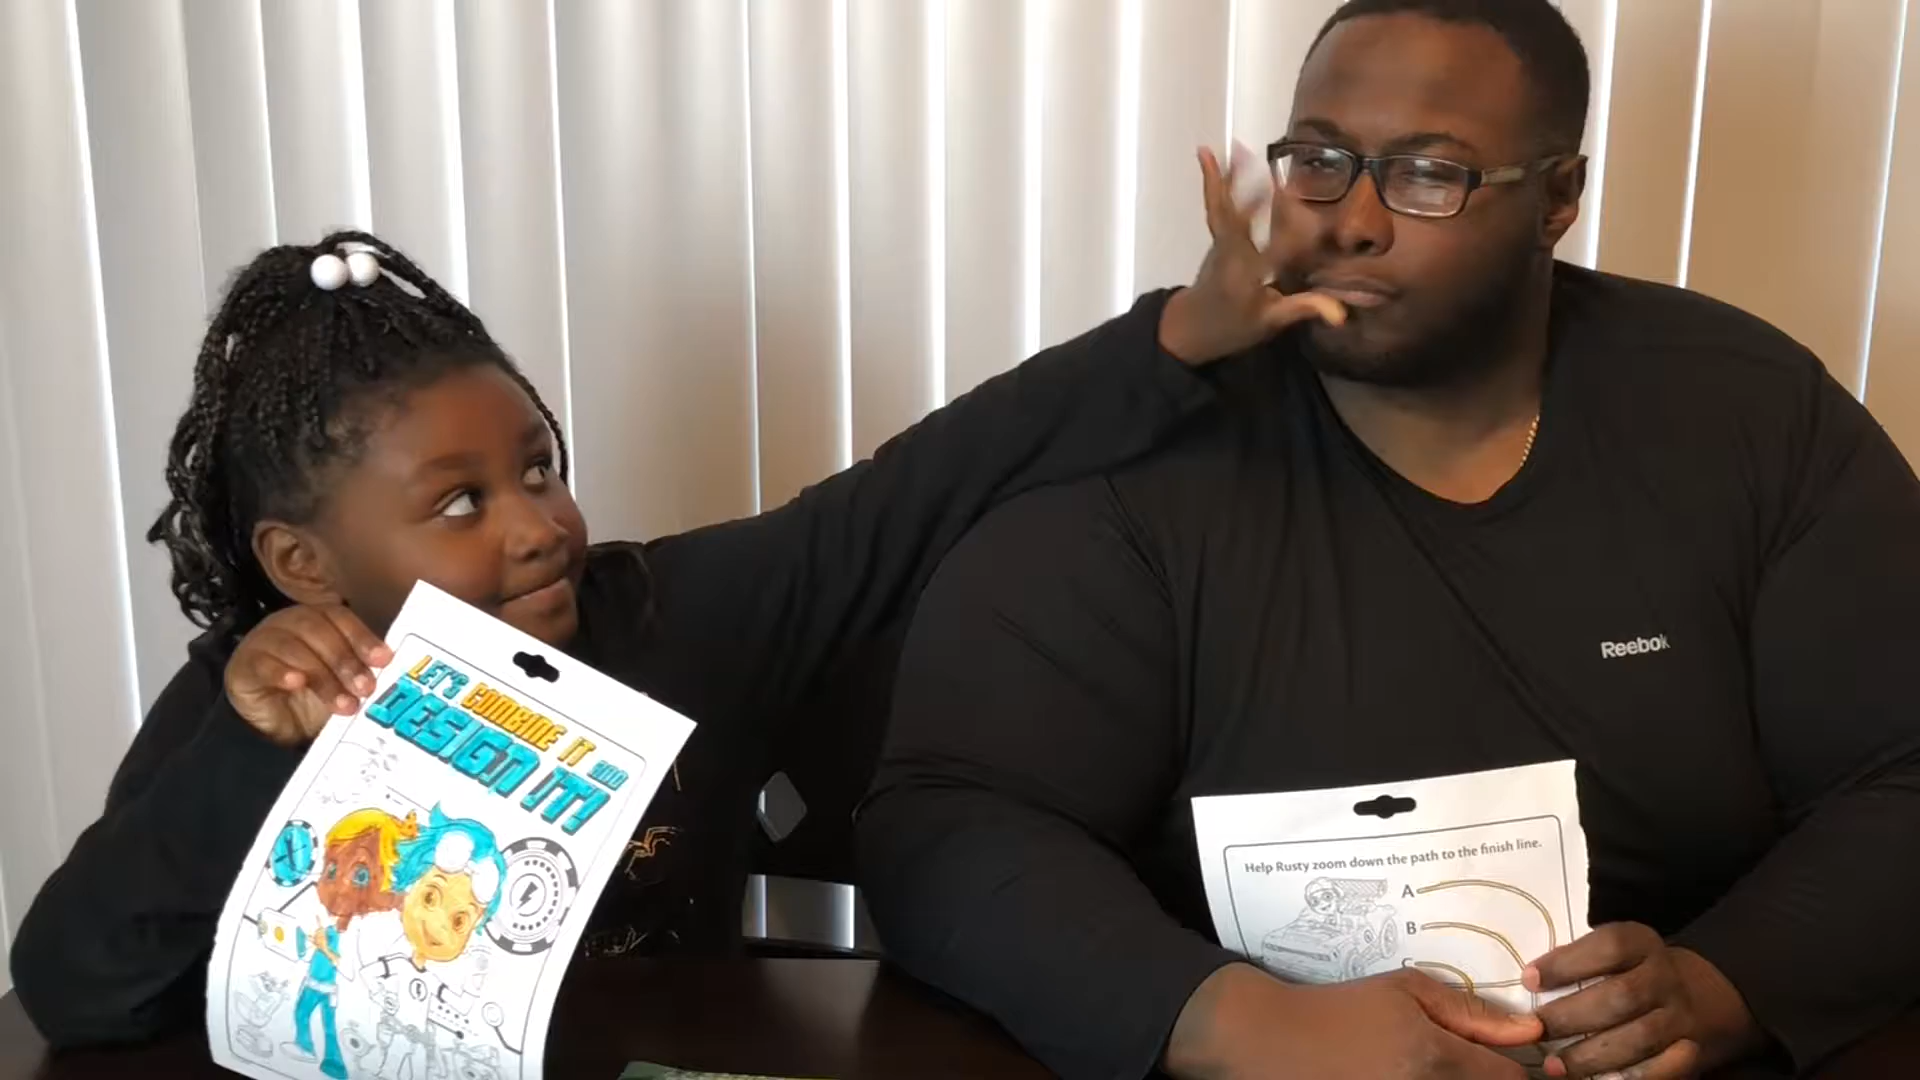 LET'S COMBINE IT AND
DESIGN IT!
Reebok
Help Rusty zoom down the path to the finish line.
A
B
C